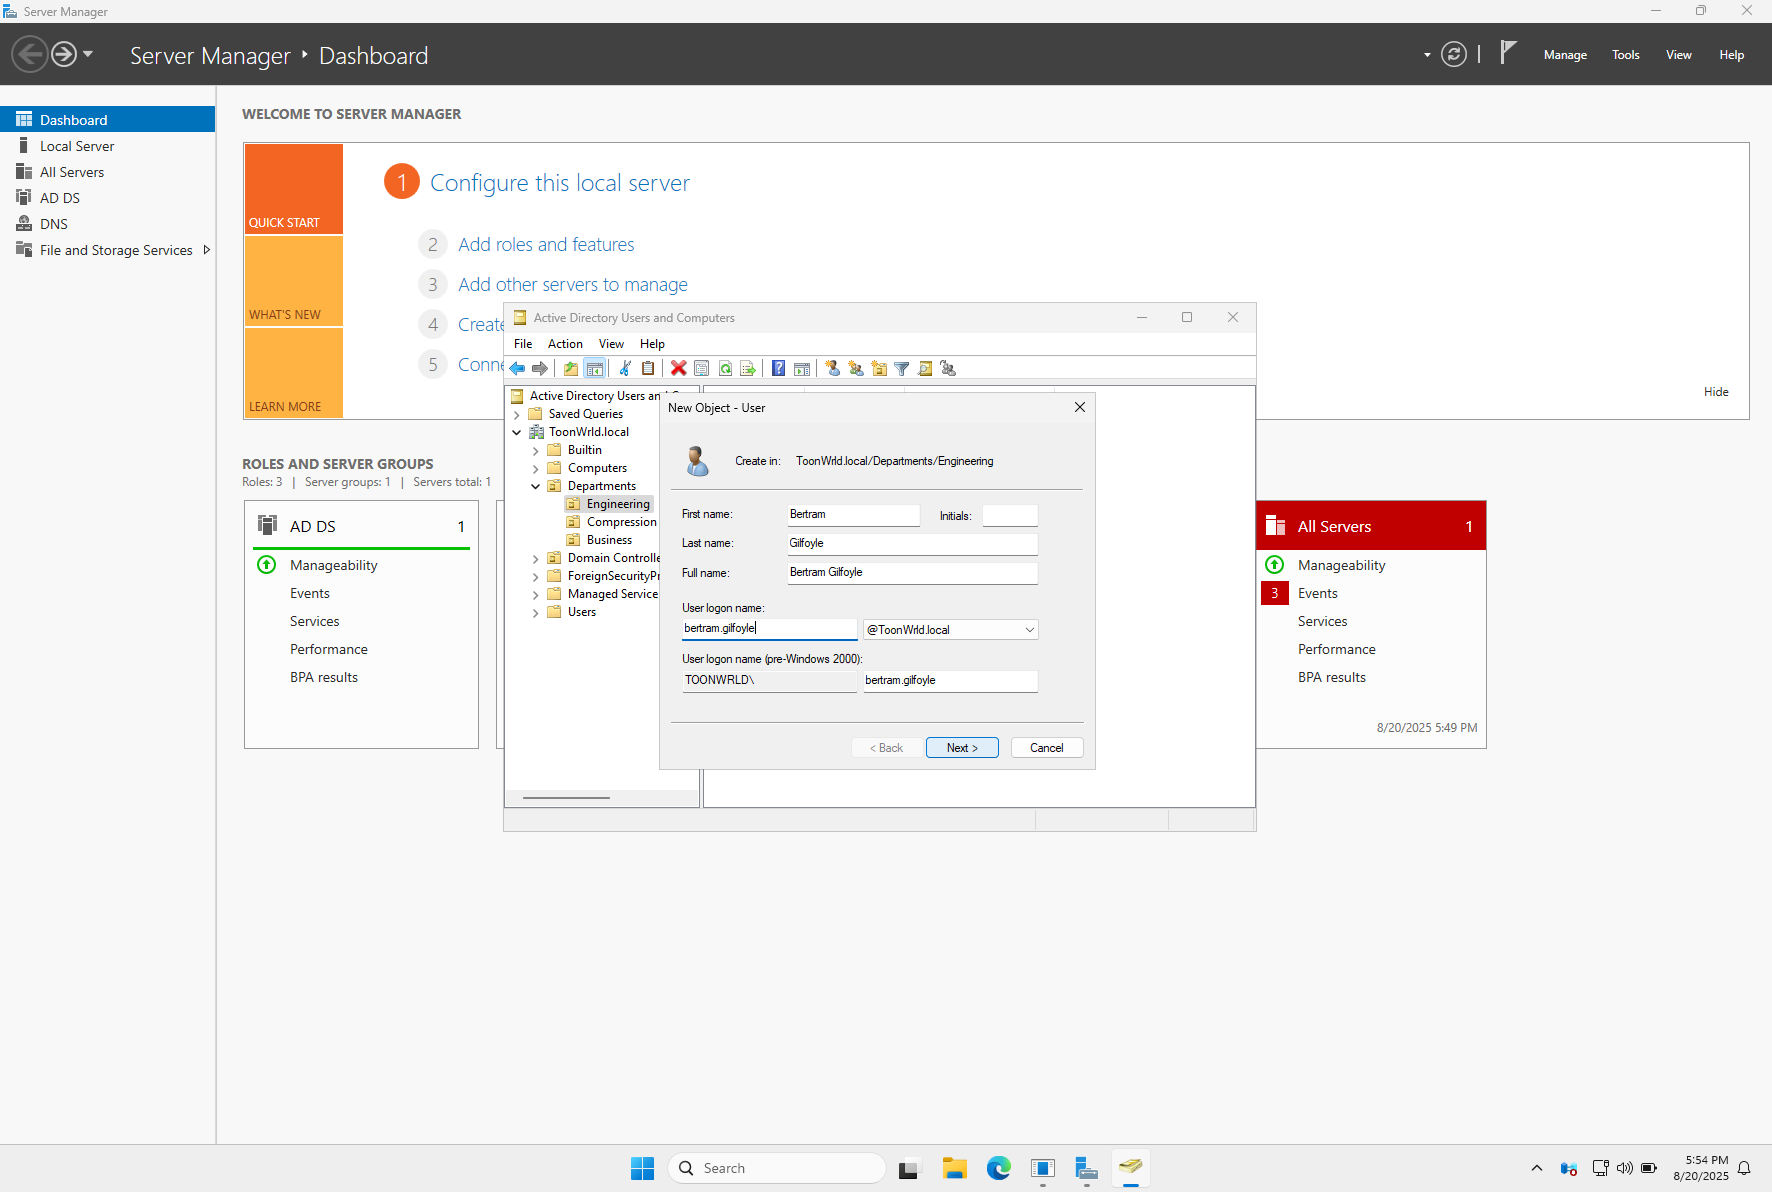 Server Manager
Server Manager ‣ Dashboard
Manage
Tools
View
Help
Dashboard
Local Server
All Servers
AD DS
DNS
File and Storage Services
WELCOME TO SERVER MANAGER
QUICK START
WHAT'S NEW
LEARN MORE
1 Configure this local server
2 Add roles and features
3 Add other servers to manage
4 Create
5 Conne
Hide
ROLES AND SERVER GROUPS
Roles: 3 | Server groups: 1 | Servers total: 1
AD DS 1
Manageability
Events
Services
Performance
BPA results
Active Directory Users and Computers
File
Action
View
Help
Active Directory Users and C
Saved Queries
ToonWrld.local
Builtin
Computers
Departments
Engineering
Compression
Business
Domain Controlle
ForeignSecurityPr
Managed Service
Users
New Object - User
Create in: ToonWrld.local/Departments/Engineering
First name: Bertram Initials:
Last name: Gilfoyle
Full name: Bertram Gilfoyle
User logon name:
bertram.gilfoyle @ToonWrld.local
User logon name (pre-Windows 2000):
TOONWRLD\ bertram.gilfoyle
< Back
Next >
Cancel
All Servers 1
Manageability
3 Events
Services
Performance
BPA results
8/20/2025 5:49 PM
Search
5:54 PM
8/20/2025